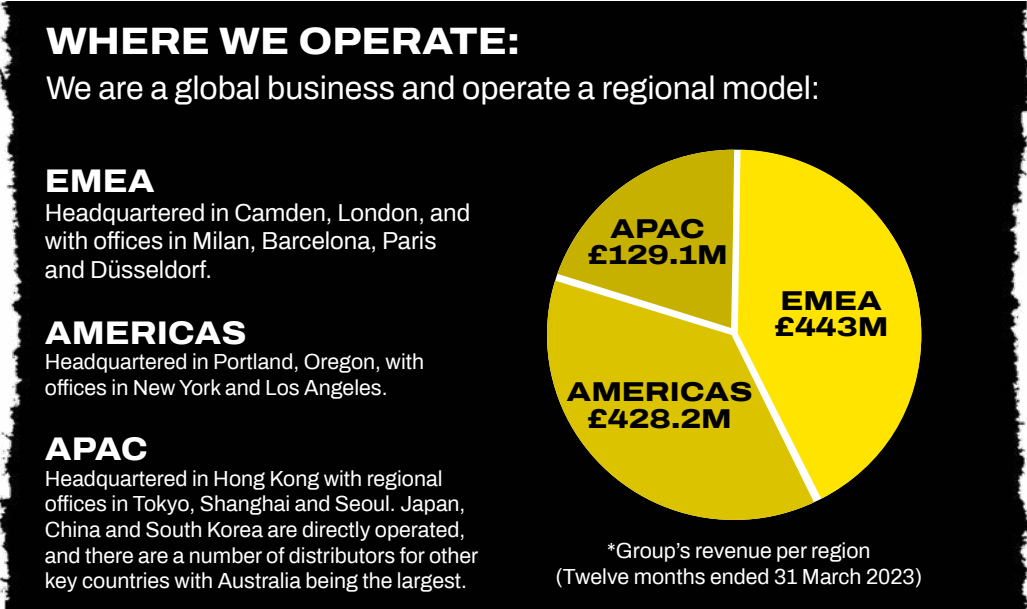 WHERE WE OPERATE:
We are a global business and operate a regional model:
EMEA
Headquartered in Camden, London, and
with offices in Milan, Barcelona, Paris
and Düsseldorf.
AMERICAS
Headquartered in Portland, Oregon, with
offices in New York and Los Angeles.
APAC
Headquartered in Hong Kong with regional
offices in Tokyo, Shanghai and Seoul. Japan,
China and South Korea are directly operated,
and there are a number of distributors for other
key countries with Australia being the largest.
APAC
£129.1M
EMEA
£443M
AMERICAS
£428.2M
*Group’s revenue per region
(Twelve months ended 31 March 2023)